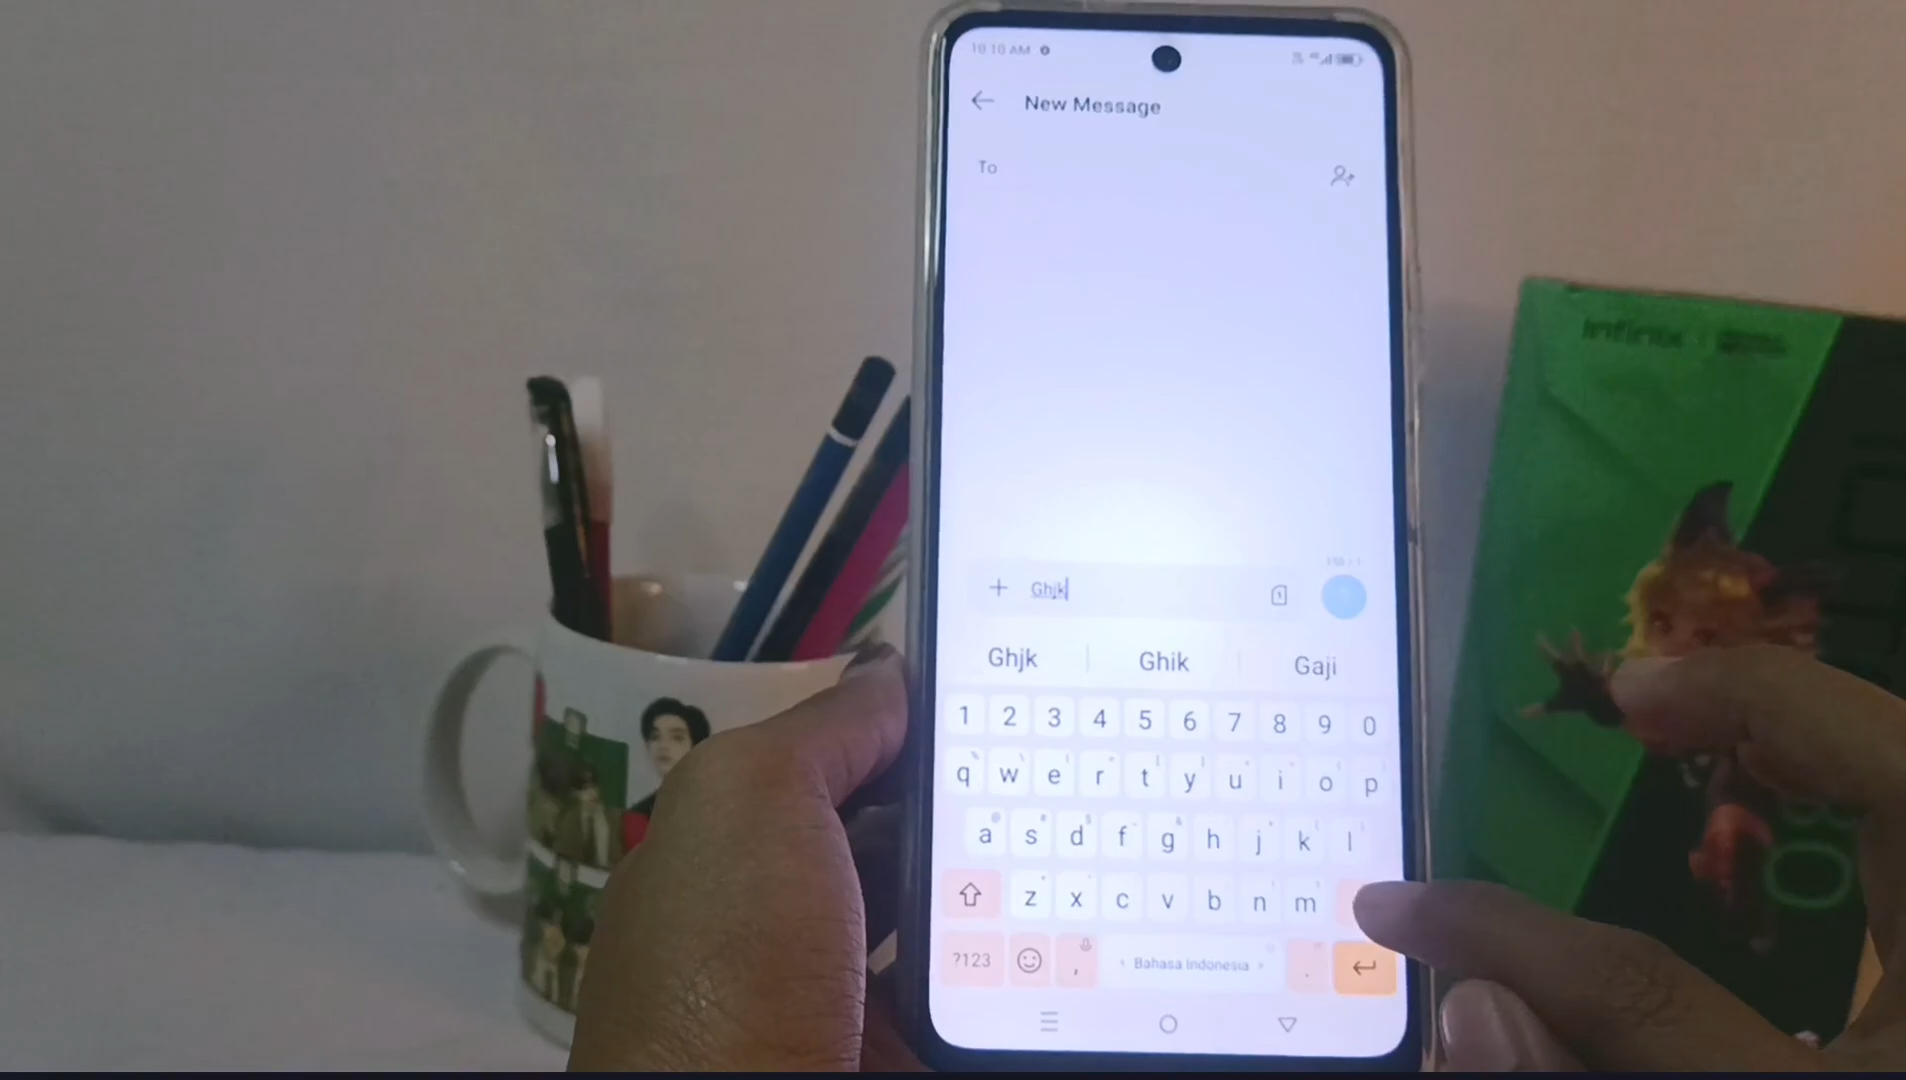 10:10 AM
New Message
To
Ghjk
Ghjk Ghik Gaji
1 2 3 4 5 6 7 8 9 0
q w e r t y u i o p
a s d f g h j k l
z x c v b n m
?123 , Bahasa Indonesia .
Infinix